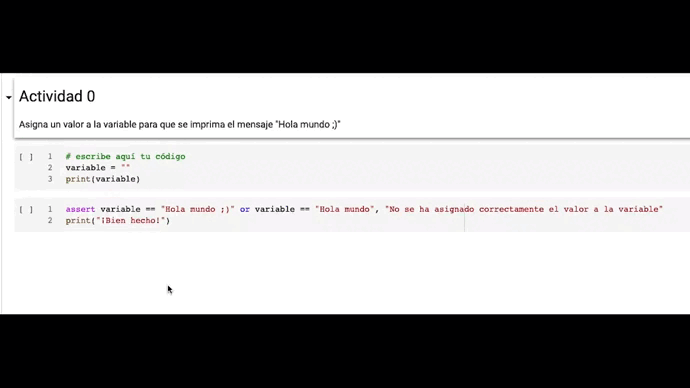 Actividad 0
Asigna un valor a la variable para que se imprima el mensaje "Hola mundo ;)"
[ ] 1 # escribe aquí tu código
2 variable = ""
3 print(variable)
[ ] 1 assert variable == "Hola mundo ;)" or variable == "Hola mundo", "No se ha asignado correctamente el valor a la variable"
2 print("¡Bien hecho!")